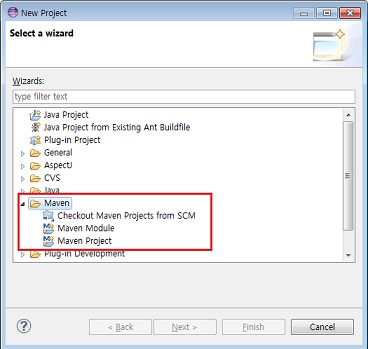 New Project
Select a wizard
Wizards:
type filter text
Java Project
Java Project from Existing Ant Buildfile
Plug-in Project
General
AspectJ
CVS
Java
Maven
Checkout Maven Projects from SCM
Maven Module
Maven Project
Plug-in Development
?
< Back
Next >
Finish
Cancel